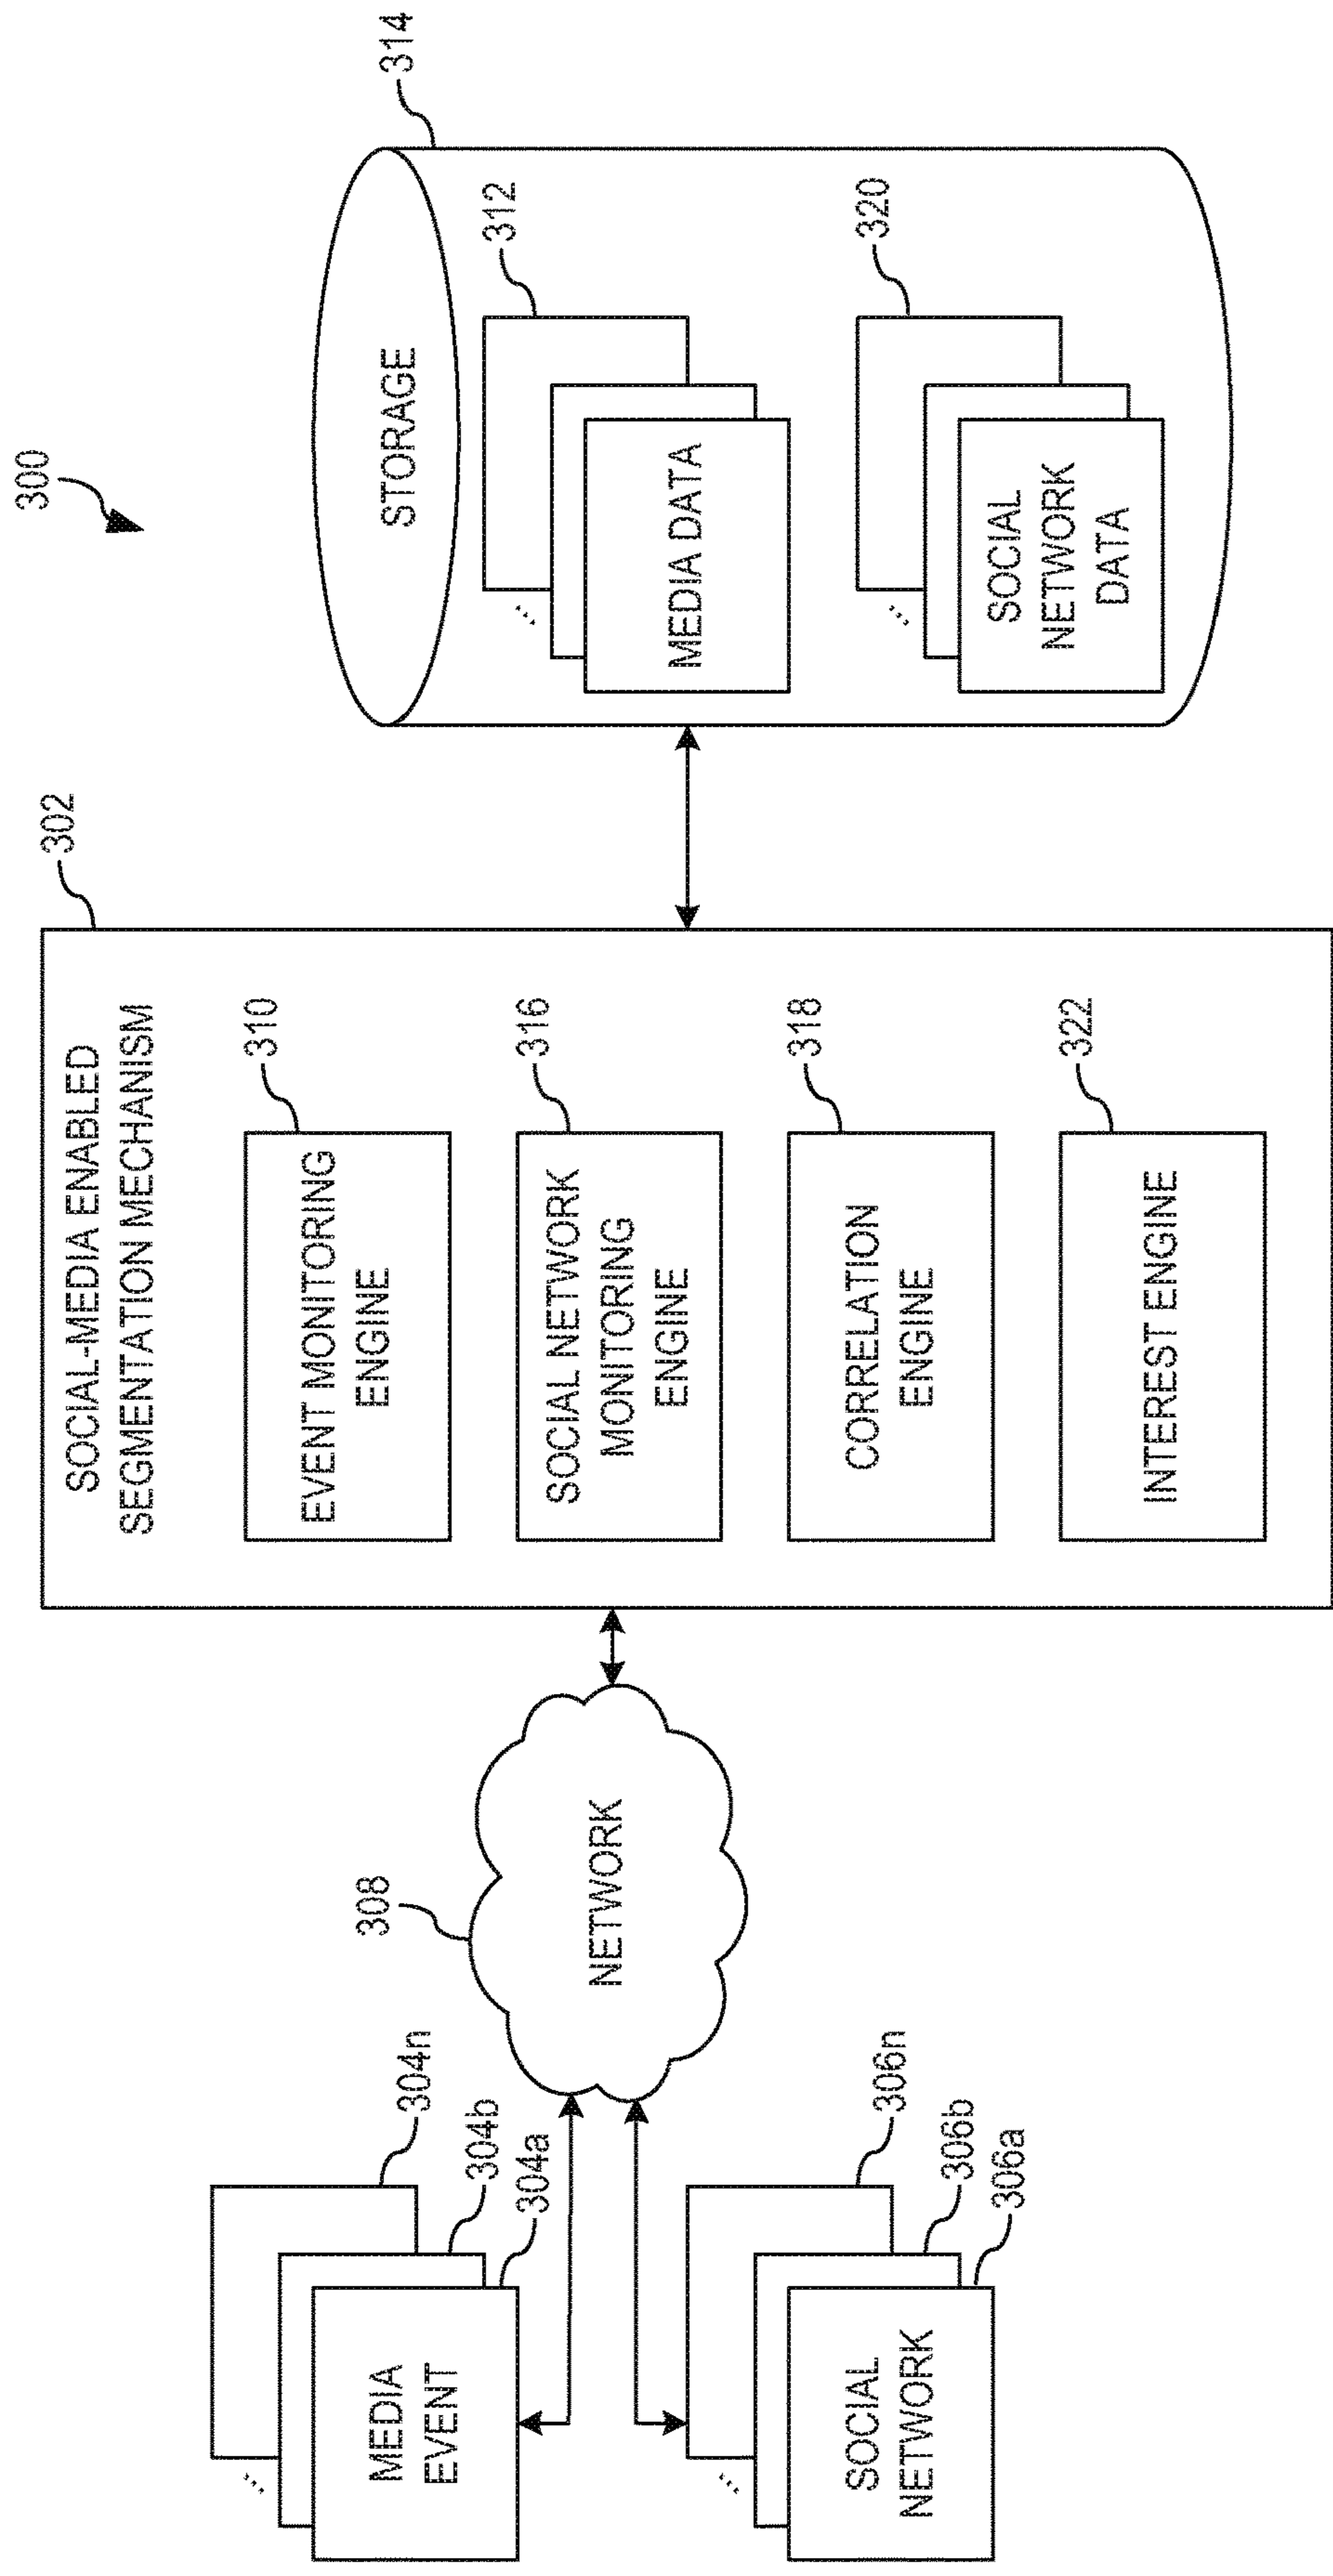 300
MEDIA
EVENT
304n
304b
304a
SOCIAL
NETWORK
306n
306b
306a
308
NETWORK
302
SOCIAL-MEDIA ENABLED
SEGMENTATION MECHANISM
310
EVENT MONITORING
ENGINE
316
SOCIAL NETWORK
MONITORING
ENGINE
318
CORRELATION
ENGINE
322
INTEREST ENGINE
314
STORAGE
312
MEDIA DATA
320
SOCIAL
NETWORK
DATA